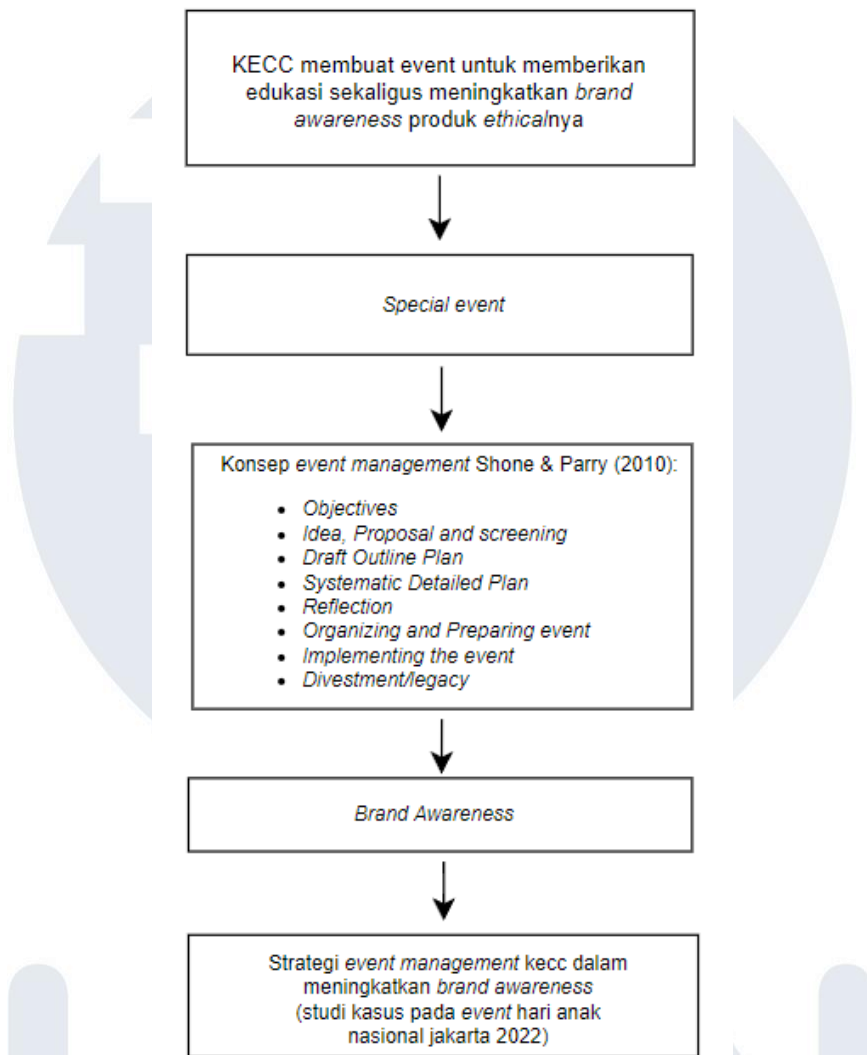 KECC membuat event untuk memberikan
edukasi sekaligus meningkatkan brand
awareness produk ethicalnya
Special event
Konsep event management Shone & Parry (2010):
• Objectives
• Idea, Proposal and screening
• Draft Outline Plan
• Systematic Detailed Plan
• Reflection
• Organizing and Preparing event
• Implementing the event
• Divestment/legacy
Brand Awareness
Strategi event management kecc dalam
meningkatkan brand awareness
(studi kasus pada event hari anak
nasional jakarta 2022)